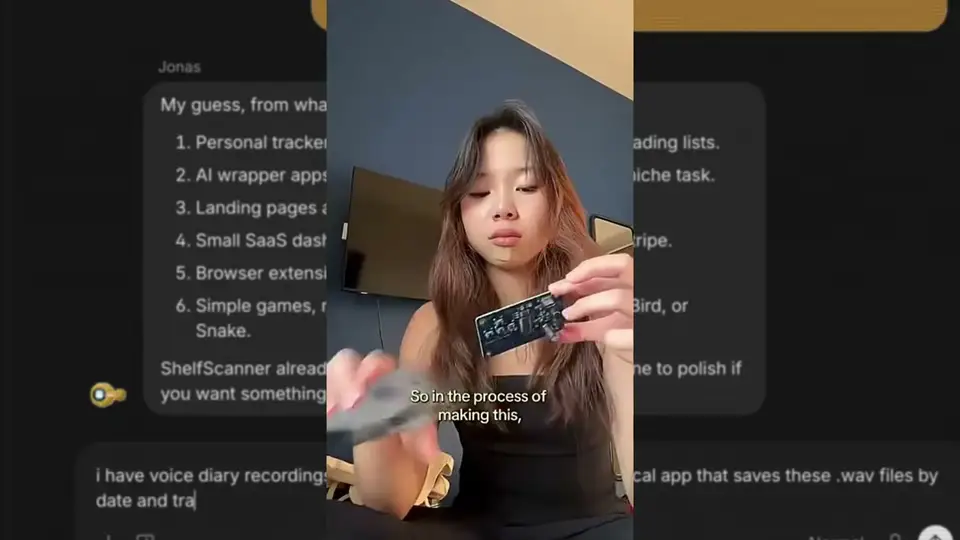 Jonas
My guess, from wha
1. Personal tracker ading lists.
2. AI wrapper apps niche task.
3. Landing pages a
4. Small SaaS dash tripe.
5. Browser extensi
6. Simple games, r Bird, or
Snake.
ShelfScanner alread me to polish if
you want something
So in the process of
making this,
i have voice diary recordings cal app that saves these .wav files by
date and tra